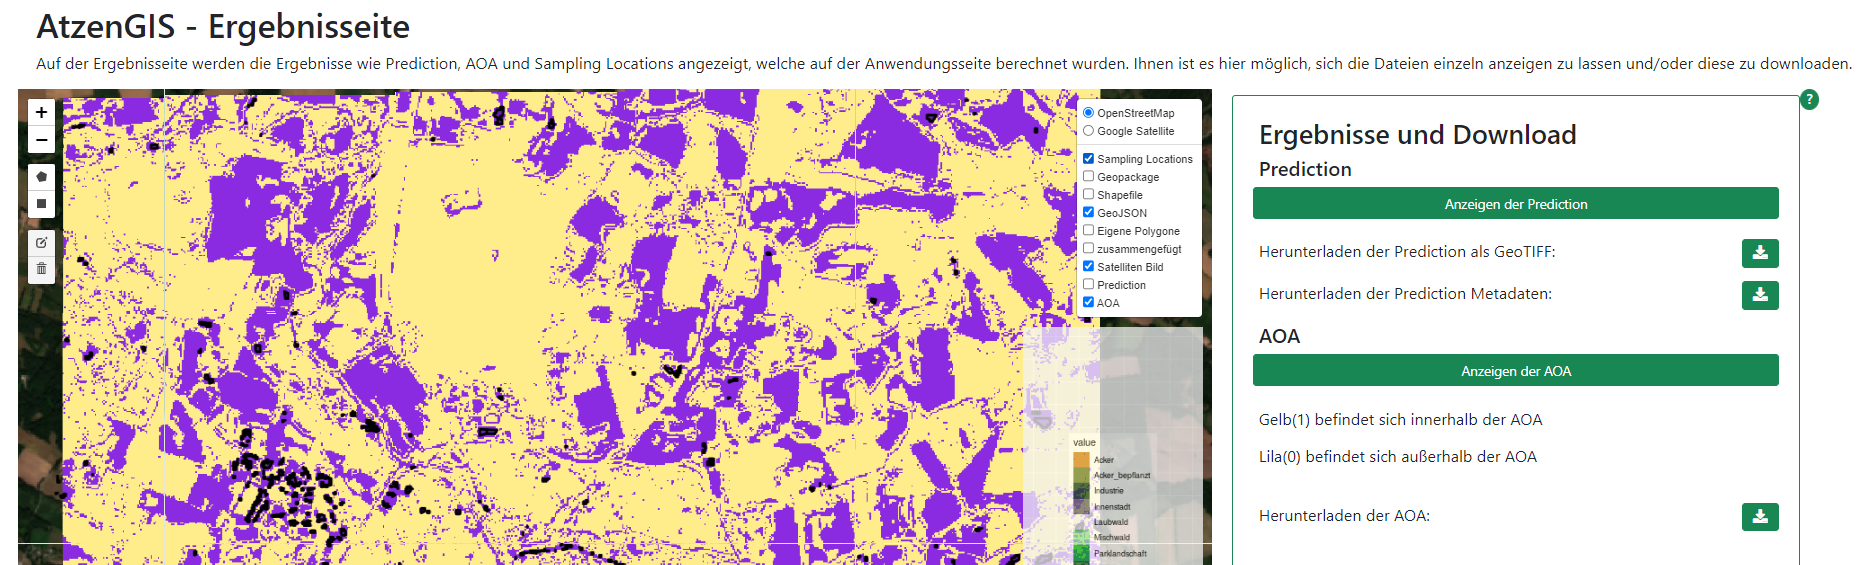 AtzenGIS - Ergebnisseite
Auf der Ergebnisseite werden die Ergebnisse wie Prediction, AOA und Sampling Locations angezeigt, welche auf der Anwendungsseite berechnet wurden. Ihnen ist es hier möglich, sich die Dateien einzeln anzeigen zu lassen und/oder diese zu downloaden.
+
−
OpenStreetMap
Google Satellite
Sampling Locations
Geopackage
Shapefile
GeoJSON
Eigene Polygone
zusammengefügt
Satelliten Bild
Prediction
AOA
value
Acker
Acker_bepflanzt
Industrie
Innenstadt
Laubwald
Mischwald
Parklandschaft
?
Ergebnisse und Download
Prediction
Anzeigen der Prediction
Herunterladen der Prediction als GeoTIFF:
Herunterladen der Prediction Metadaten:
AOA
Anzeigen der AOA
Gelb(1) befindet sich innerhalb der AOA
Lila(0) befindet sich außerhalb der AOA
Herunterladen der AOA: